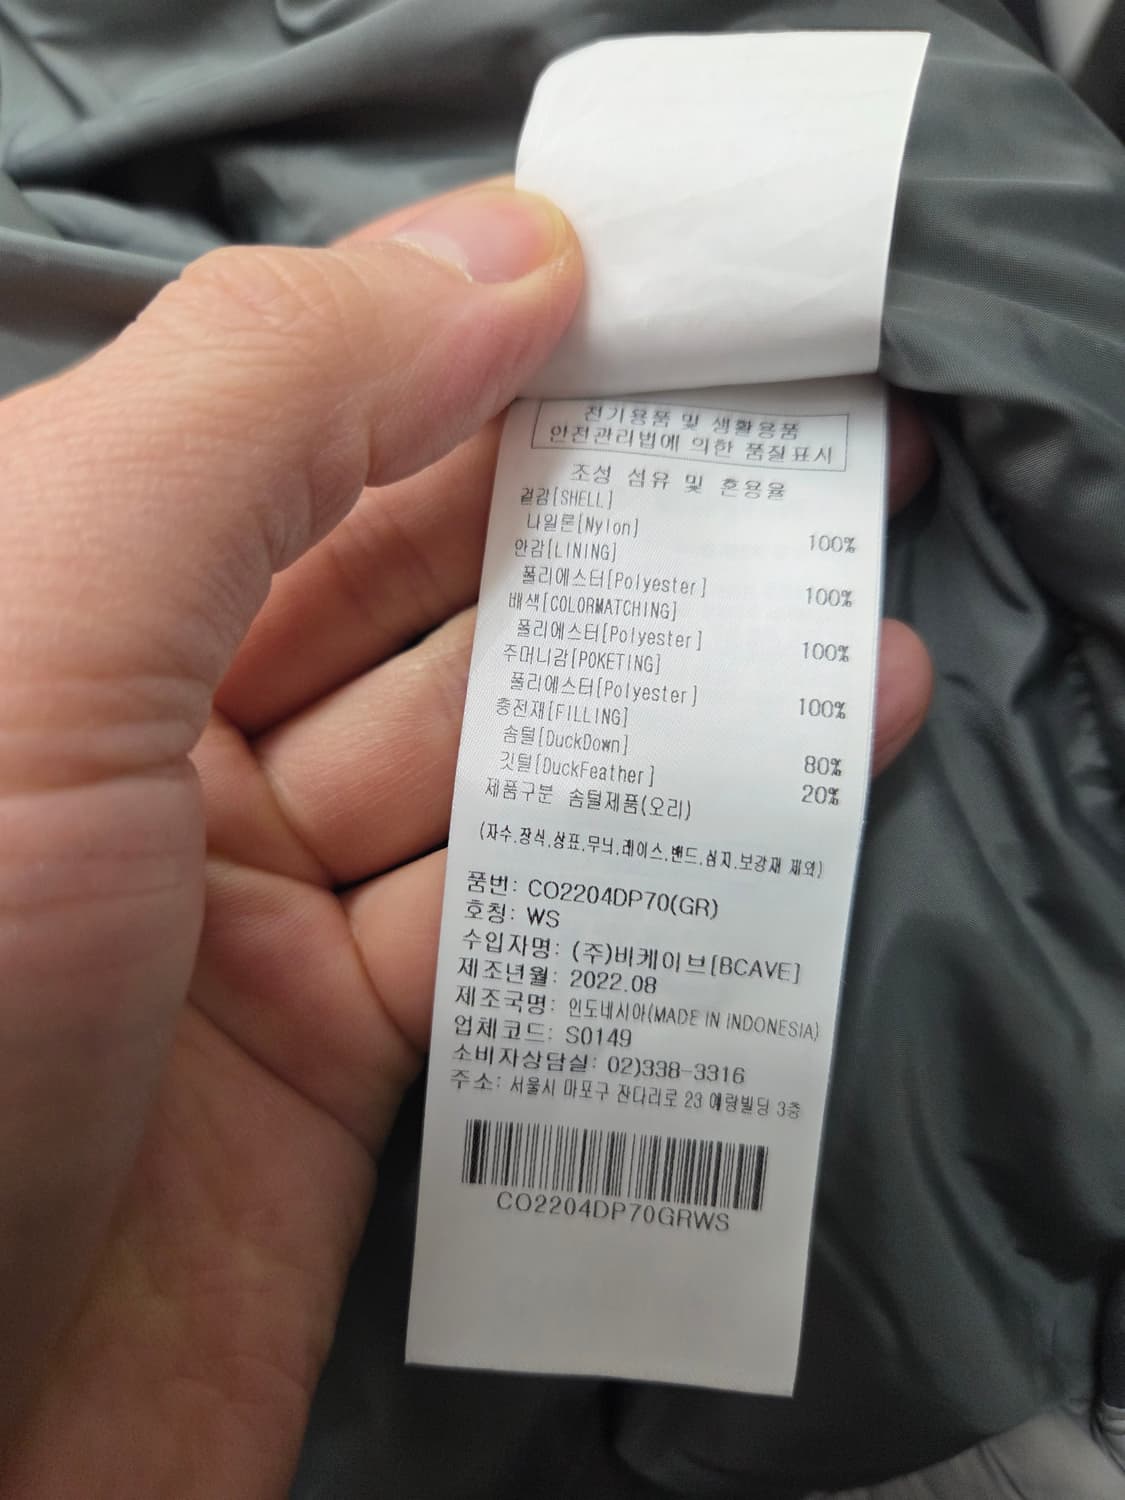 전기용품 및 생활용품
안전관리법에 의한 품질표시
조성 섬유 및 혼용율
겉감[SHELL]
나일론[Nylon] 100%
안감[LINING]
폴리에스터[Polyester] 100%
배색[COLORMATCHING]
폴리에스터[Polyester] 100%
주머니감[POKETING]
폴리에스터[Polyester] 100%
충전재[FILLING]
솜털[DuckDown] 80%
깃털[DuckFeather] 20%
제품구분 솜털제품(오리)
(자수.장식.상표.무늬.레이스.밴드.심지.보강재 제외)
품번: CO2204DP70(GR)
호칭: WS
수입자명: (주)비케이브[BCAVE]
제조년월: 2022.08
제조국명: 인도네시아(MADE IN INDONESIA)
업체코드: S0149
소비자상담실: 02)338-3316
주소: 서울시 마포구 잔다리로 23 예랑빌딩 3층
CO2204DP70GRWS